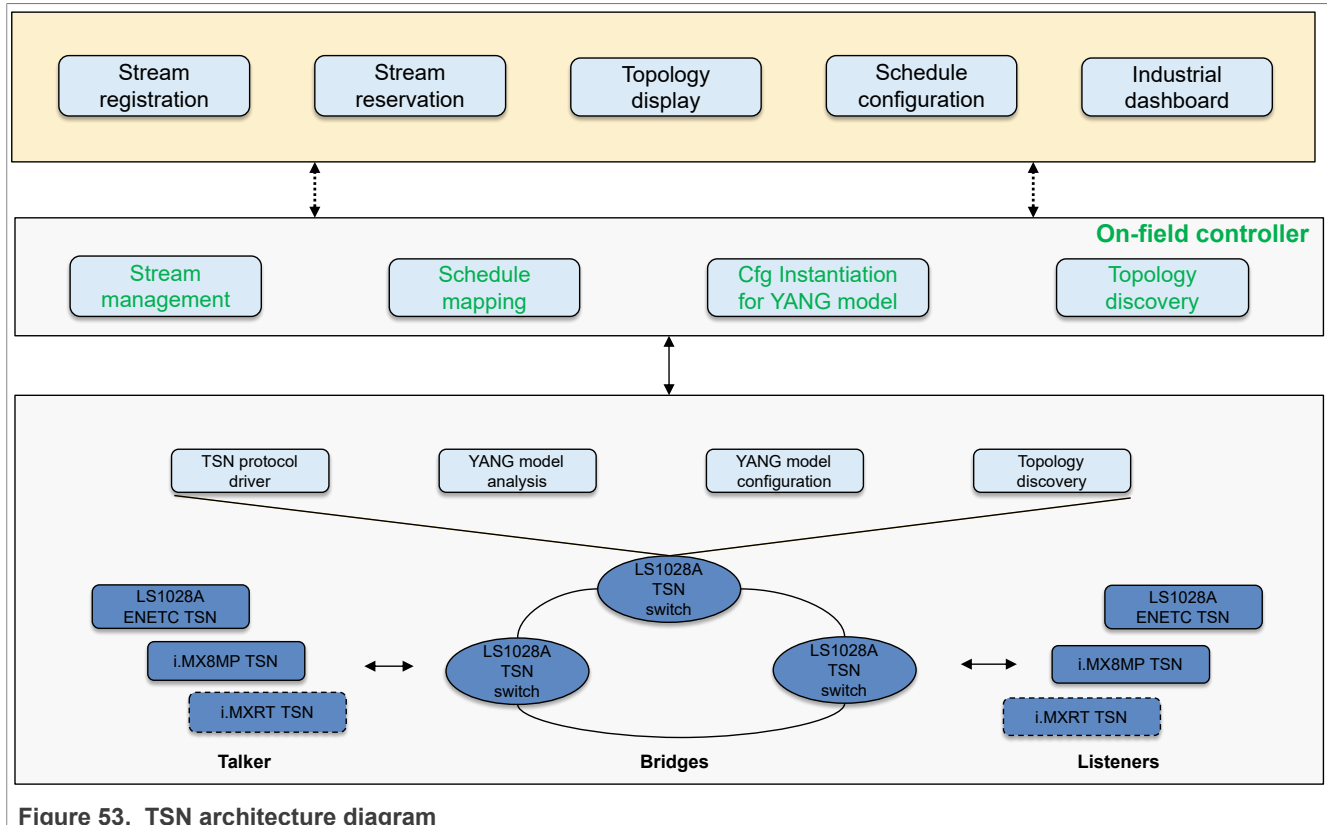 Stream
registration
Stream
reservation
Topology
display
Schedule
configuration
Industrial
dashboard
On-field controller
Stream
management
Schedule
mapping
Cfg Instantiation
for YANG model
Topology
discovery
TSN protocol
driver
YANG model
analysis
YANG model
configuration
Topology
discovery
LS1028A
TSN
switch
LS1028A
ENETC TSN
i.MX8MP TSN
i.MXRT TSN
LS1028A
TSN
switch
LS1028A
TSN
switch
LS1028A
ENETC TSN
i.MX8MP TSN
i.MXRT TSN
Talker
Bridges
Listeners
Figure 53. TSN architecture diagram